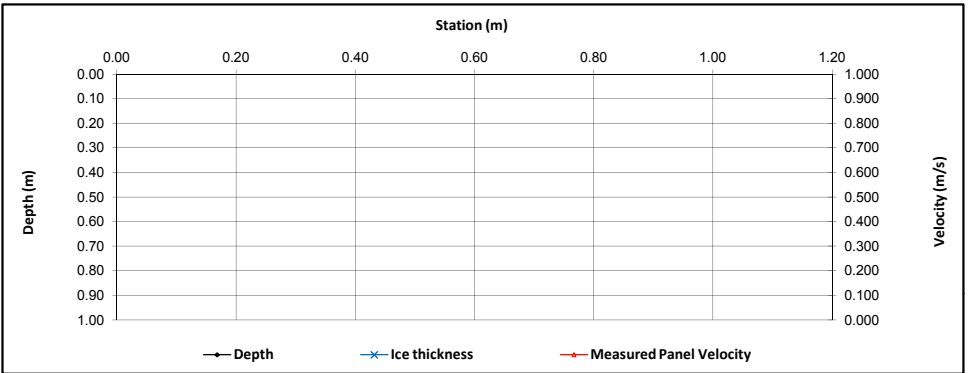 Station (m)
0.00 0.20 0.40 0.60 0.80 1.00 1.20
0.00 1.000
0.10 0.900
0.20 0.800
0.30 0.700
0.40 0.600
0.50 0.500
0.60 0.400
0.70 0.300
0.80 0.200
0.90 0.100
1.00 0.000
Depth (m)
Velocity (m/s)
Depth Ice thickness Measured Panel Velocity